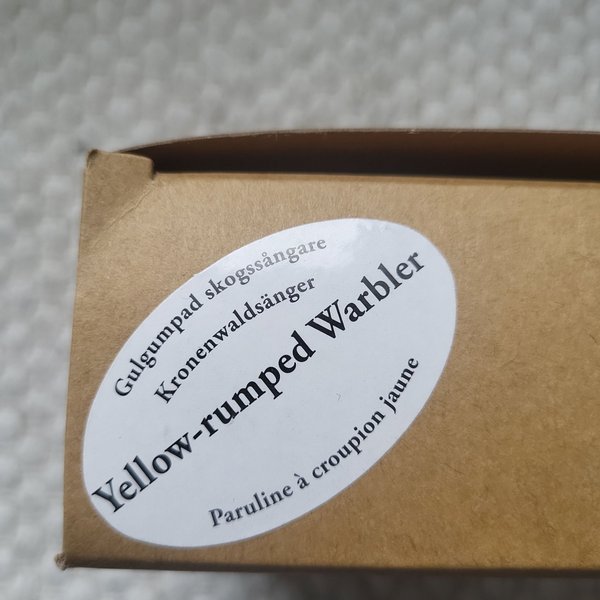 Gulgumpad skogssångare
Kronenwaldsänger
Yellow-rumped Warbler
Paruline à croupion jaune